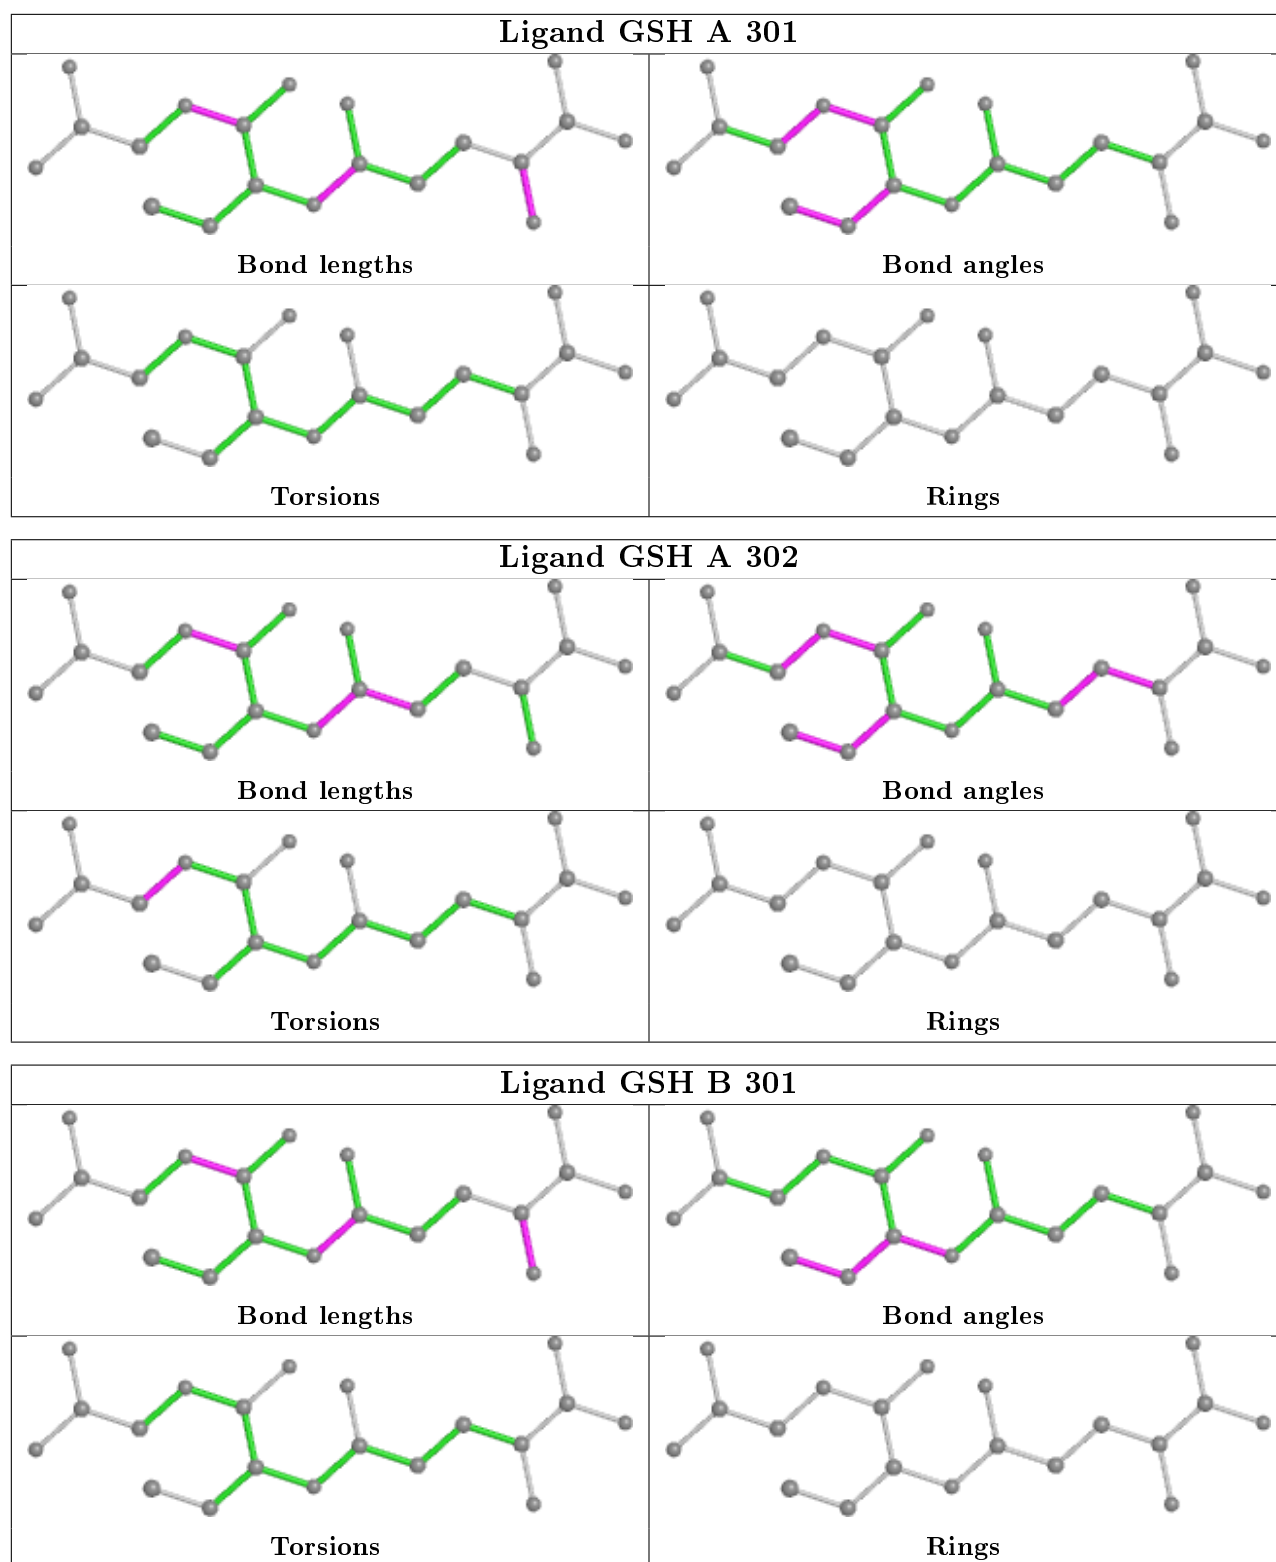 Ligand GSH A 301
Bond lengths
Bond angles
Torsions
Rings
Ligand GSH A 302
Bond lengths
Bond angles
Torsions
Rings
Ligand GSH B 301
Bond lengths
Bond angles
Torsions
Rings